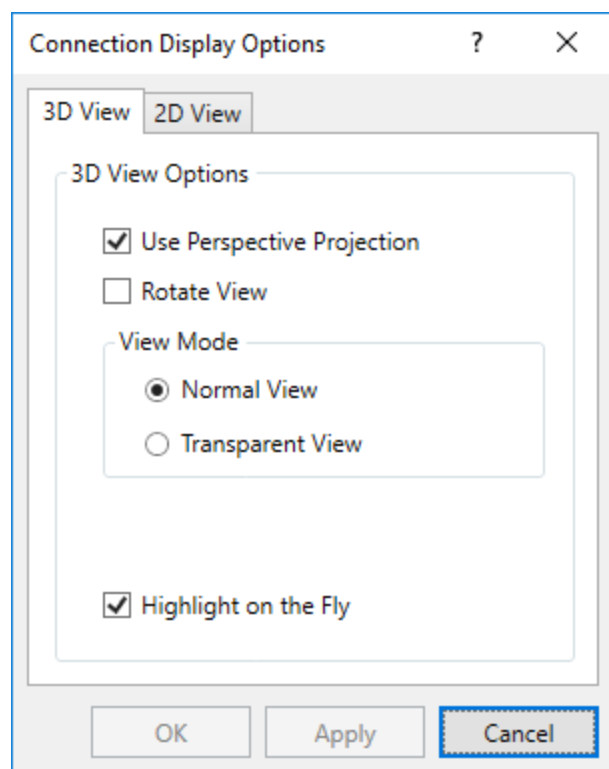 Connection Display Options ?
3D View 2D View
3D View Options
Use Perspective Projection
Rotate View
View Mode
Normal View
Transparent View
Highlight on the Fly
OK Apply Cancel